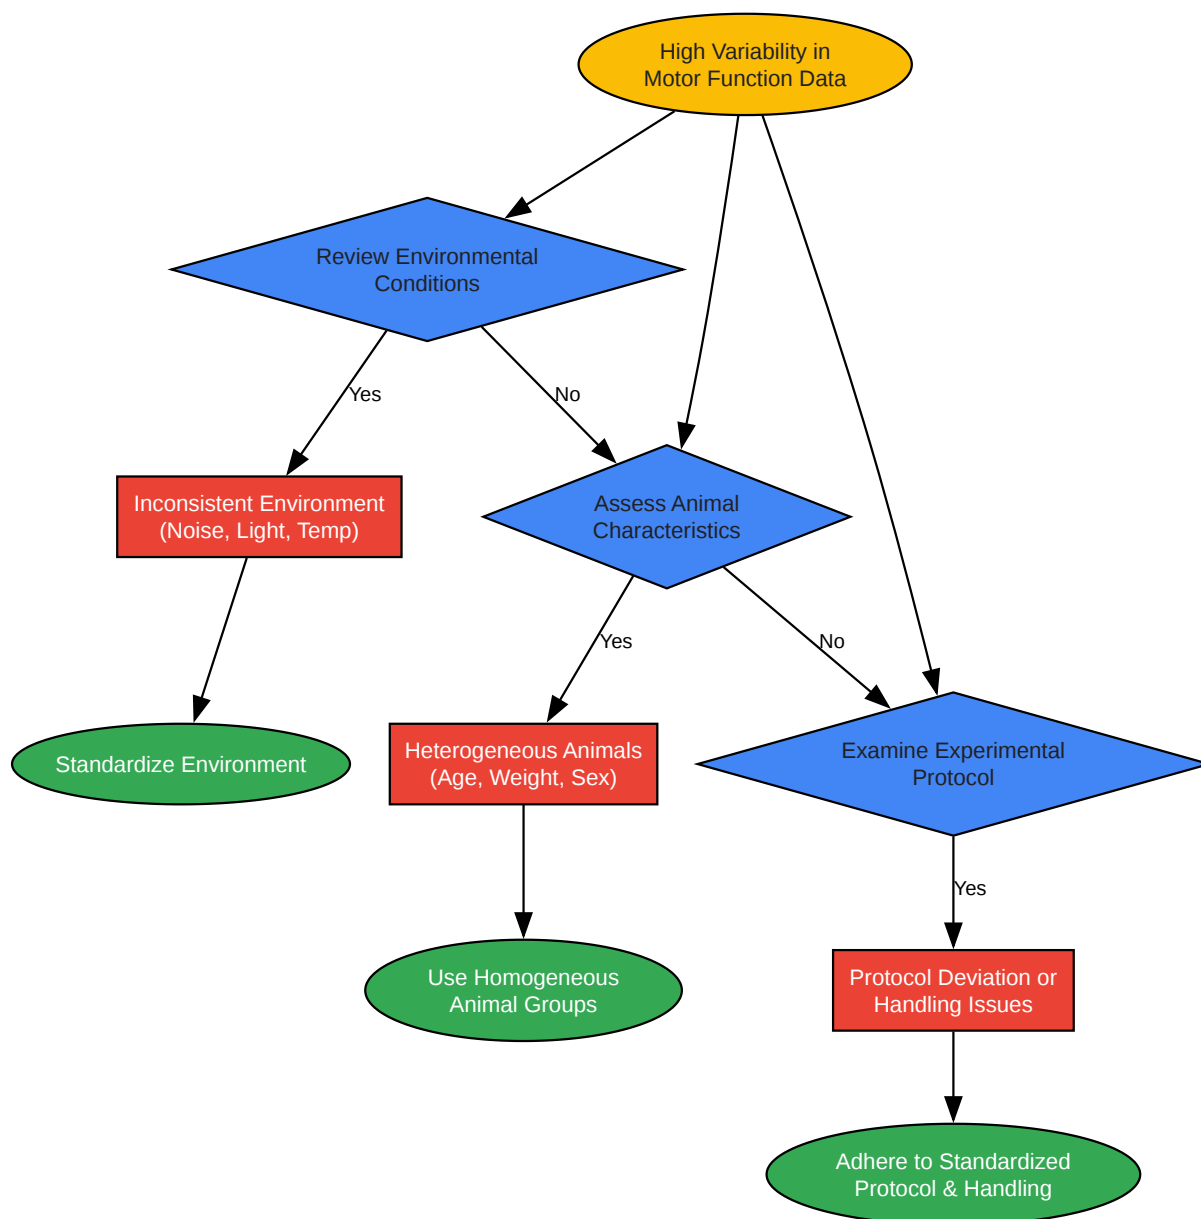 High Variability in
Motor Function Data
Review Environmental
Conditions
Yes
No
Inconsistent Environment
(Noise, Light, Temp)
Assess Animal
Characteristics
Yes
No
Standardize Environment
Heterogeneous Animals
(Age, Weight, Sex)
Examine Experimental
Protocol
Yes
Use Homogeneous
Animal Groups
Protocol Deviation or
Handling Issues
Adhere to Standardized
Protocol & Handling